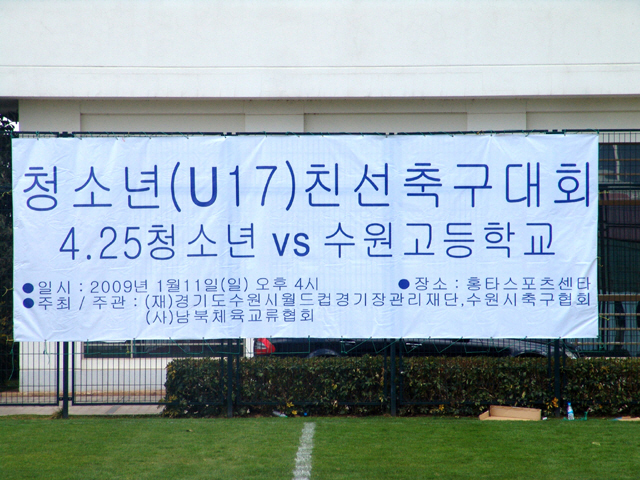 청소년(U17)친선축구대회
4.25청소년 vs 수원고등학교
●일시 : 2009년 1월11일(일) 오후 4시 ●장소 : 홍타스포츠센타
●주최 / 주관 : (재)경기도수원시월드컵경기장관리재단,수원시축구협회
(사)남북체육교류협회